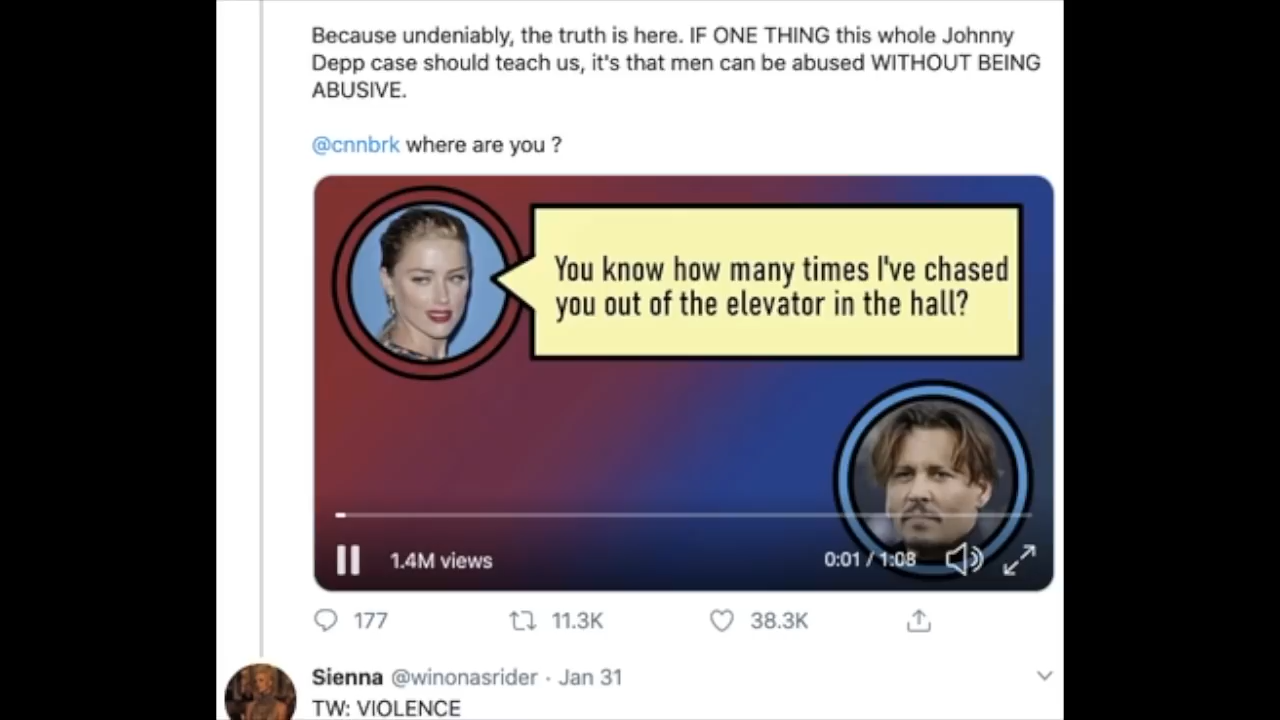 Because undeniably, the truth is here. IF ONE THING this whole Johnny
Depp case should teach us, it's that men can be abused WITHOUT BEING
ABUSIVE.
@cnnbrk where are you ?
You know how many times I've chased
you out of the elevator in the hall?
1.4M views
0:01 / 1:08
177
11.3K
38.3K
Sienna @winonasrider · Jan 31
TW: VIOLENCE